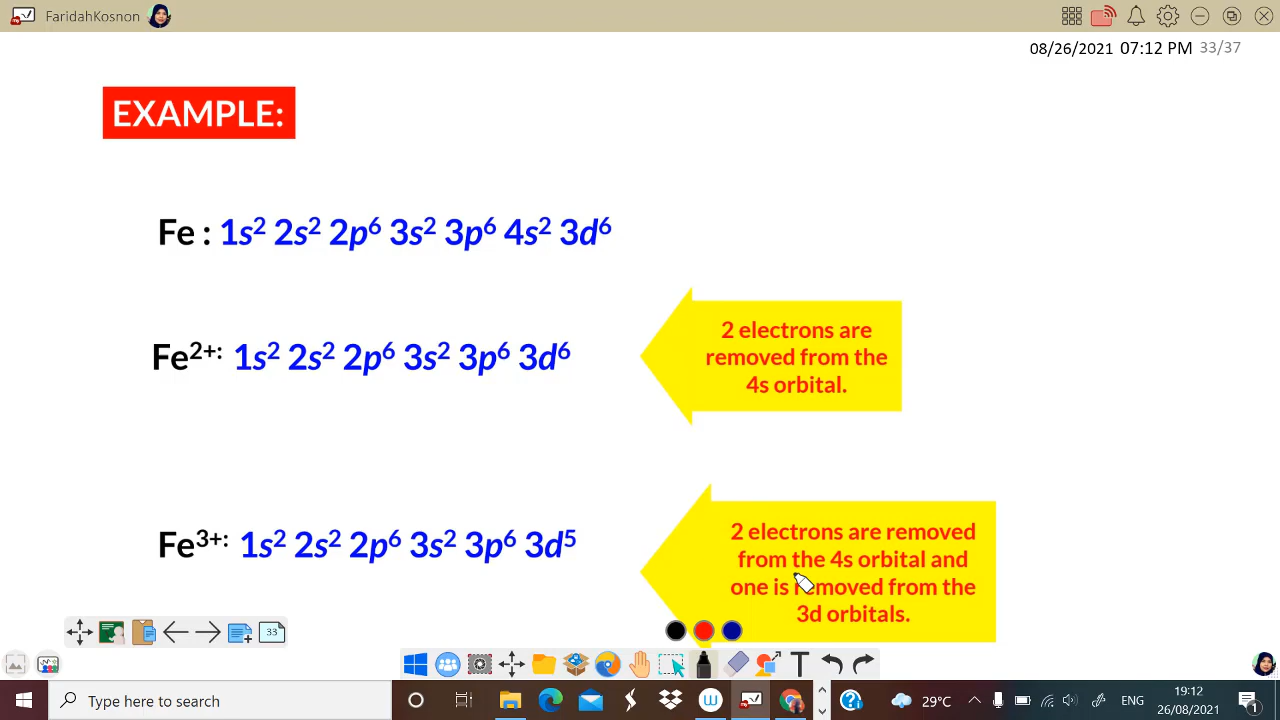 FaridahKosnon
08/26/2021 07:12 PM 33/37
EXAMPLE:
Fe : 1s² 2s² 2p⁶ 3s² 3p⁶ 4s² 3d⁶
2 electrons are
removed from the
4s orbital.
Fe²⁺: 1s² 2s² 2p⁶ 3s² 3p⁶ 3d⁶
2 electrons are removed
from the 4s orbital and
one is removed from the
3d orbitals.
Fe³⁺: 1s² 2s² 2p⁶ 3s² 3p⁶ 3d⁵
33
Type here to search
29°C
ENG
19:12
26/08/2021
1